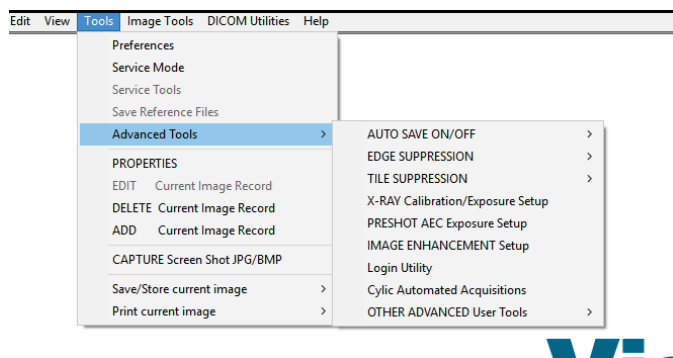 Edit View Tools Image Tools DICOM Utilities Help
Preferences
Service Mode
Service Tools
Save Reference Files
Advanced Tools
PROPERTIES
EDIT Current Image Record
DELETE Current Image Record
ADD Current Image Record
CAPTURE Screen Shot JPG/BMP
Save/Store current image
Print current image
AUTO SAVE ON/OFF
EDGE SUPPRESSION
TILE SUPPRESSION
X-RAY Calibration/Exposure Setup
PRESHOT AEC Exposure Setup
IMAGE ENHANCEMENT Setup
Login Utility
Cylic Automated Acquisitions
OTHER ADVANCED User Tools